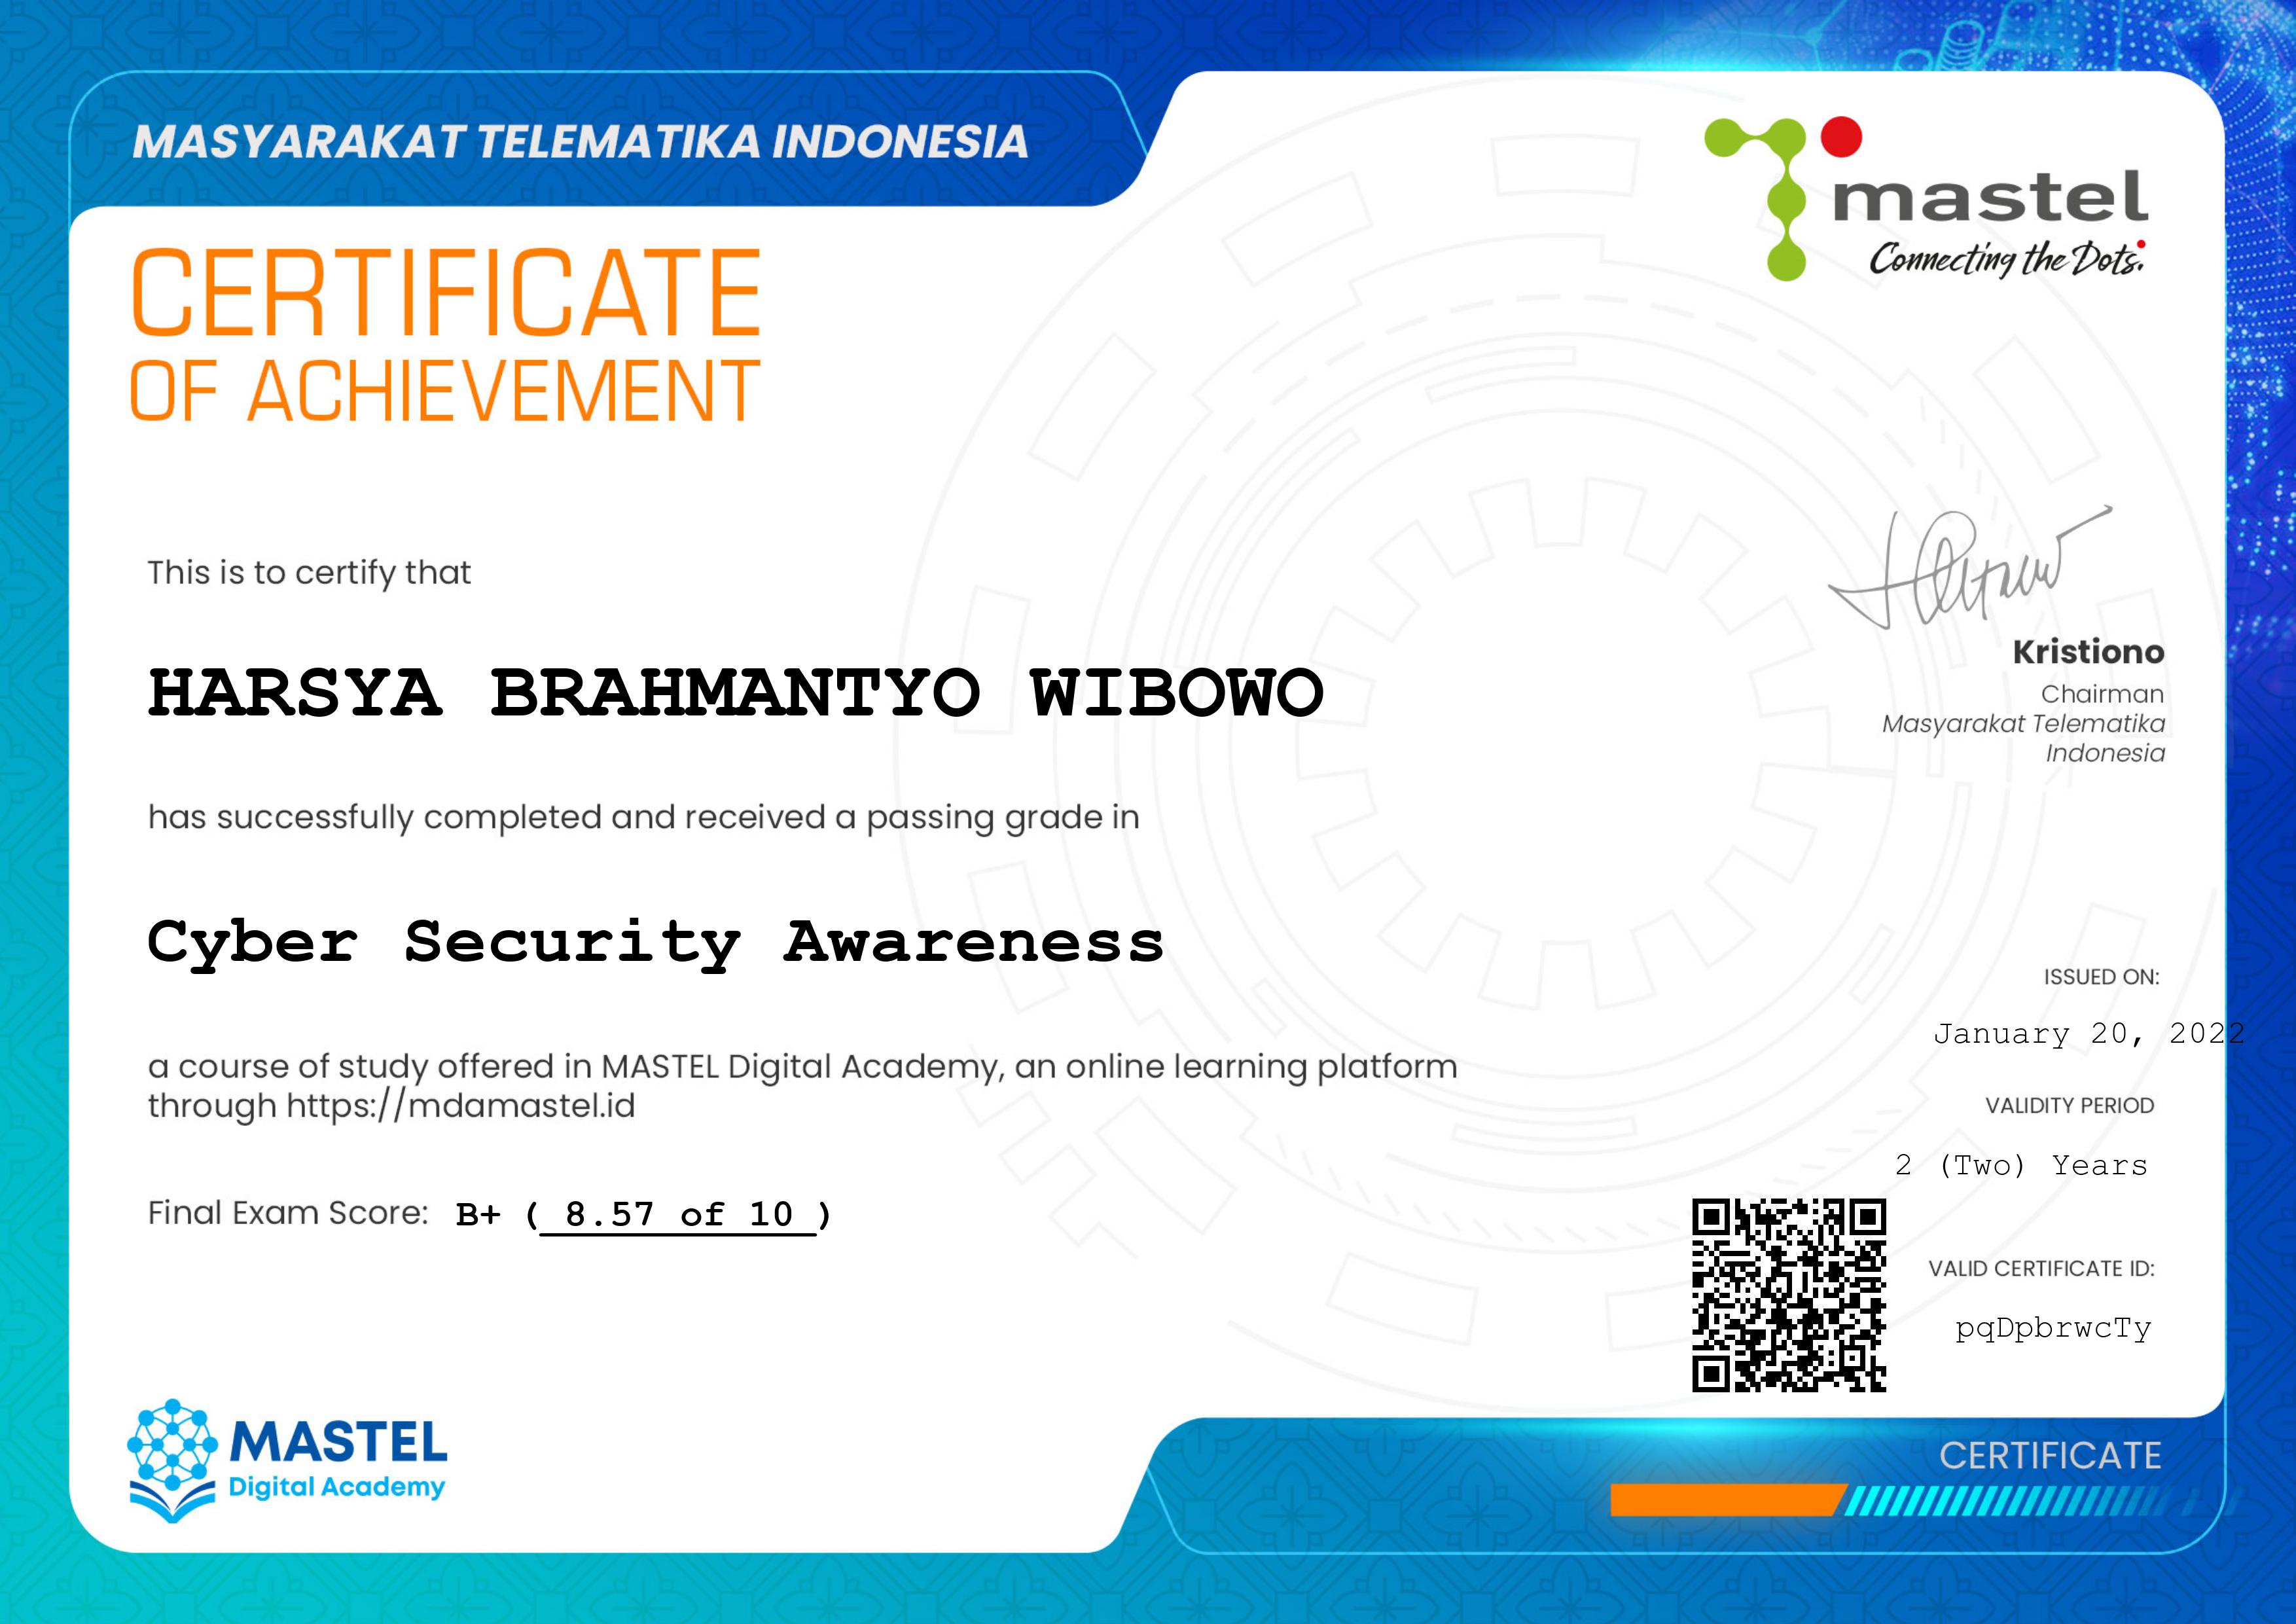 MASYARAKAT TELEMATIKA INDONESIA
mastel
Connecting the Dots.
CERTIFICATE
OF ACHIEVEMENT
This is to certify that
HARSYA BRAHMANTYO WIBOWO
has successfully completed and received a passing grade in
Cyber Security Awareness
a course of study offered in MASTEL Digital Academy, an online learning platform
through https://mdamastel.id
Final Exam Score: B+ ( 8.57 of 10 )
Kristiono
Chairman
Masyarakat Telematika
Indonesia
ISSUED ON:
January 20, 2022
VALIDITY PERIOD
2 (Two) Years
VALID CERTIFICATE ID:
pqDpbrwcTy
MASTEL
Digital Academy
CERTIFICATE